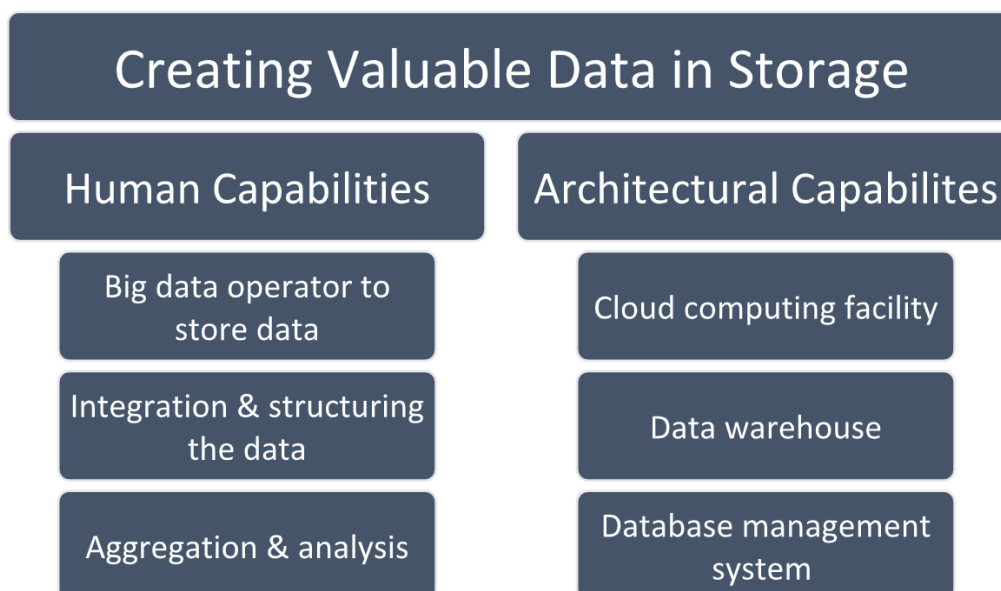 Creating Valuable Data in Storage
Human Capabilities
Architectural Capabilites
Big data operator to
store data
Cloud computing facility
Integration & structuring
the data
Data warehouse
Aggregation & analysis
Database management
system